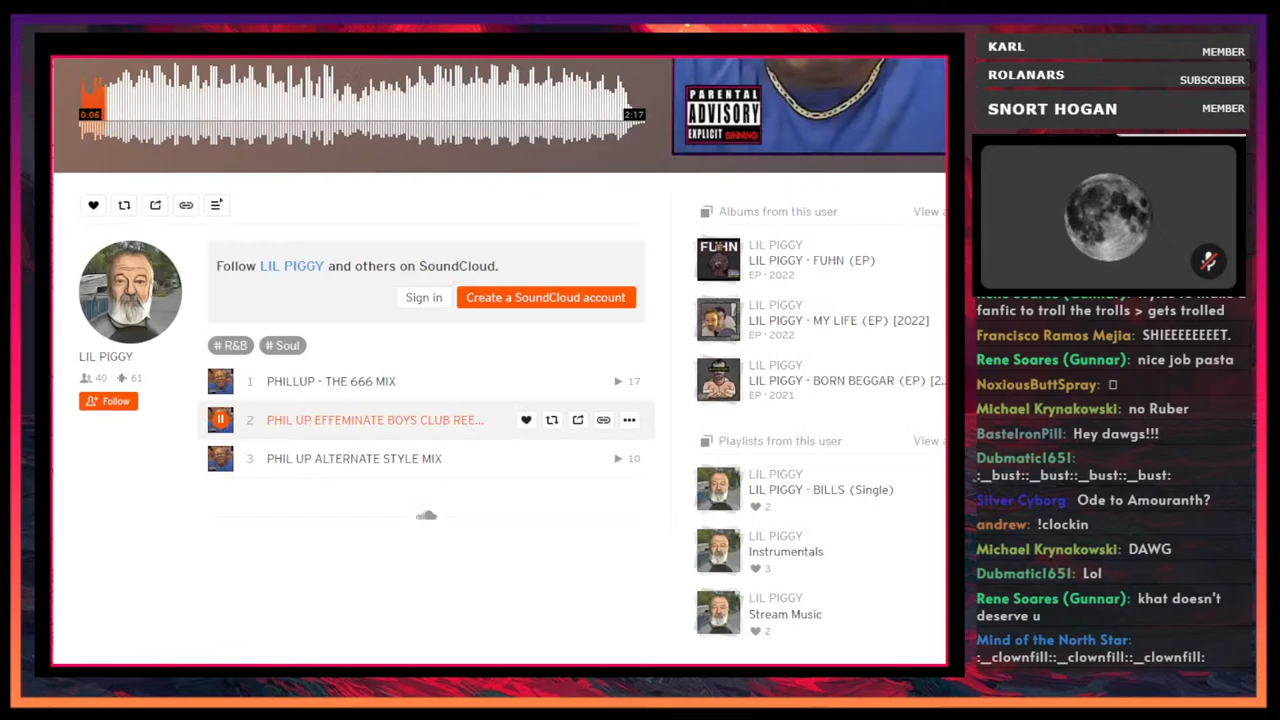 0:06
2:17
PARENTAL
ADVISORY
EXPLICIT SINNING
Follow LIL PIGGY and others on SoundCloud.
Sign in
Create a SoundCloud account
LIL PIGGY
40 61
Follow
# R&B # Soul
1 PHILLUP - THE 666 MIX 17
2 PHIL UP EFFEMINATE BOYS CLUB REE...
3 PHIL UP ALTERNATE STYLE MIX 10
Albums from this user View
LIL PIGGY
LIL PIGGY - FUHN (EP)
EP · 2022
LIL PIGGY
LIL PIGGY - MY LIFE (EP) [2022]
EP · 2022
LIL PIGGY
LIL PIGGY - BORN BEGGAR (EP) [2...
EP · 2021
FUHN
Playlists from this user View
LIL PIGGY
LIL PIGGY - BILLS (Single)
2
LIL PIGGY
Instrumentals
3
LIL PIGGY
Stream Music
2
KARL MEMBER
ROLANARS SUBSCRIBER
SNORT HOGAN MEMBER
fanfic to troll the trolls > gets trolled
Francisco Ramos Mejia: SHIEEEEEEET.
Rene Soares (Gunnar): nice job pasta
NoxiousButtSpray:
Michael Krynakowski: no Ruber
BasteIronPill: Hey dawgs!!!
Dubmatic1651:
:_bust::_bust::_bust::_bust:
Silver Cyborg: Ode to Amouranth?
andrew: !clockin
Michael Krynakowski: DAWG
Dubmatic1651: Lol
Rene Soares (Gunnar): khat doesn't
deserve u
Mind of the North Star:
:_clownfill::_clownfill::_clownfill: